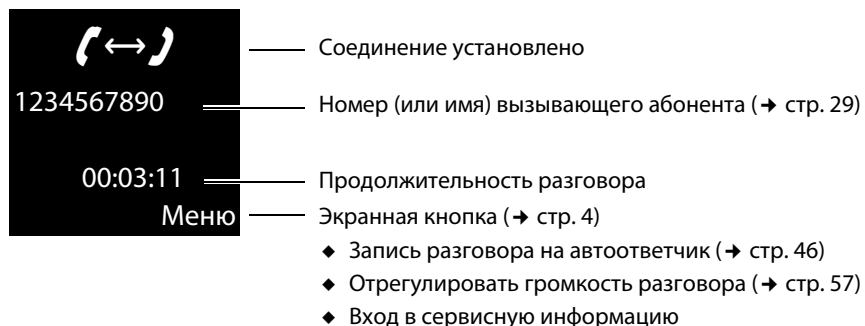 Соединение установлено
1234567890 Номер (или имя) вызывающего абонента (➔ стр. 29)
00:03:11 Продолжительность разговора
Меню Экранная кнопка (➔ стр. 4)
◆ Запись разговора на автоответчик (➔ стр. 46)
◆ Отрегулировать громкость разговора (➔ стр. 57)
◆ Вход в сервисную информацию